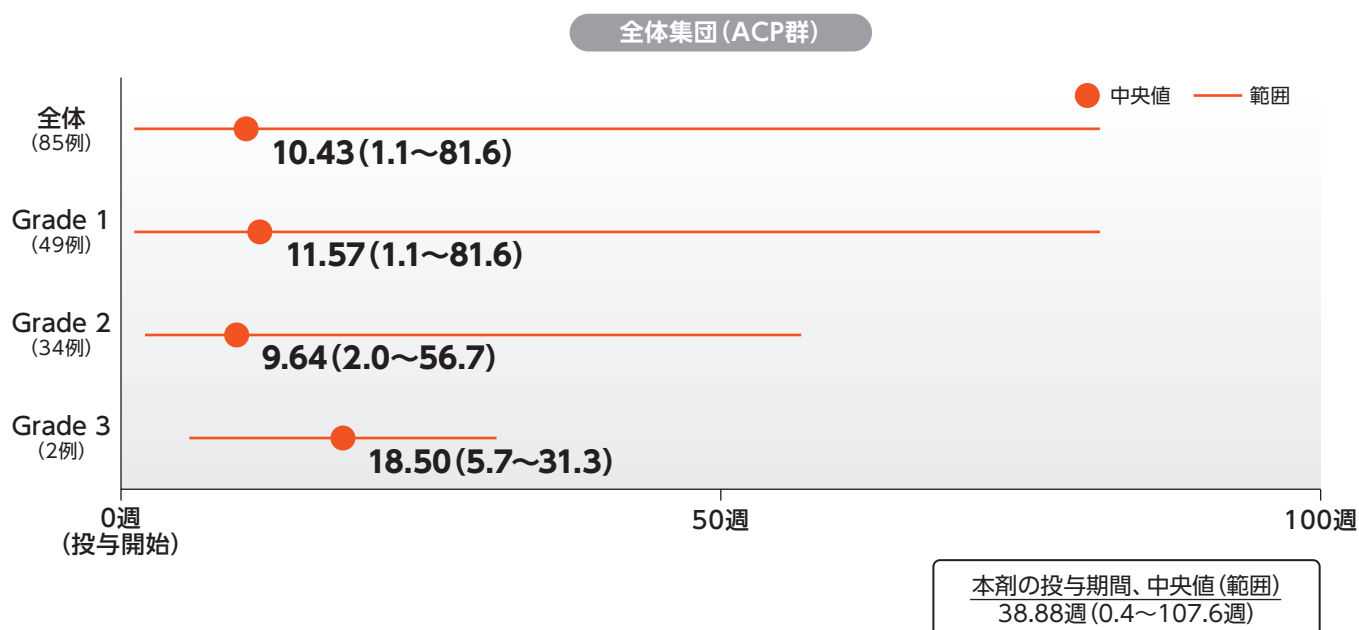 全体集団（ACP群）
中央値 範囲
全体
（85例）
10.43（1.1～81.6）
Grade 1
（49例）
11.57（1.1～81.6）
Grade 2
（34例）
9.64（2.0～56.7）
Grade 3
（2例）
18.50（5.7～31.3）
0週 50週 100週
（投与開始）
本剤の投与期間、中央値（範囲）
38.88週（0.4～107.6週）